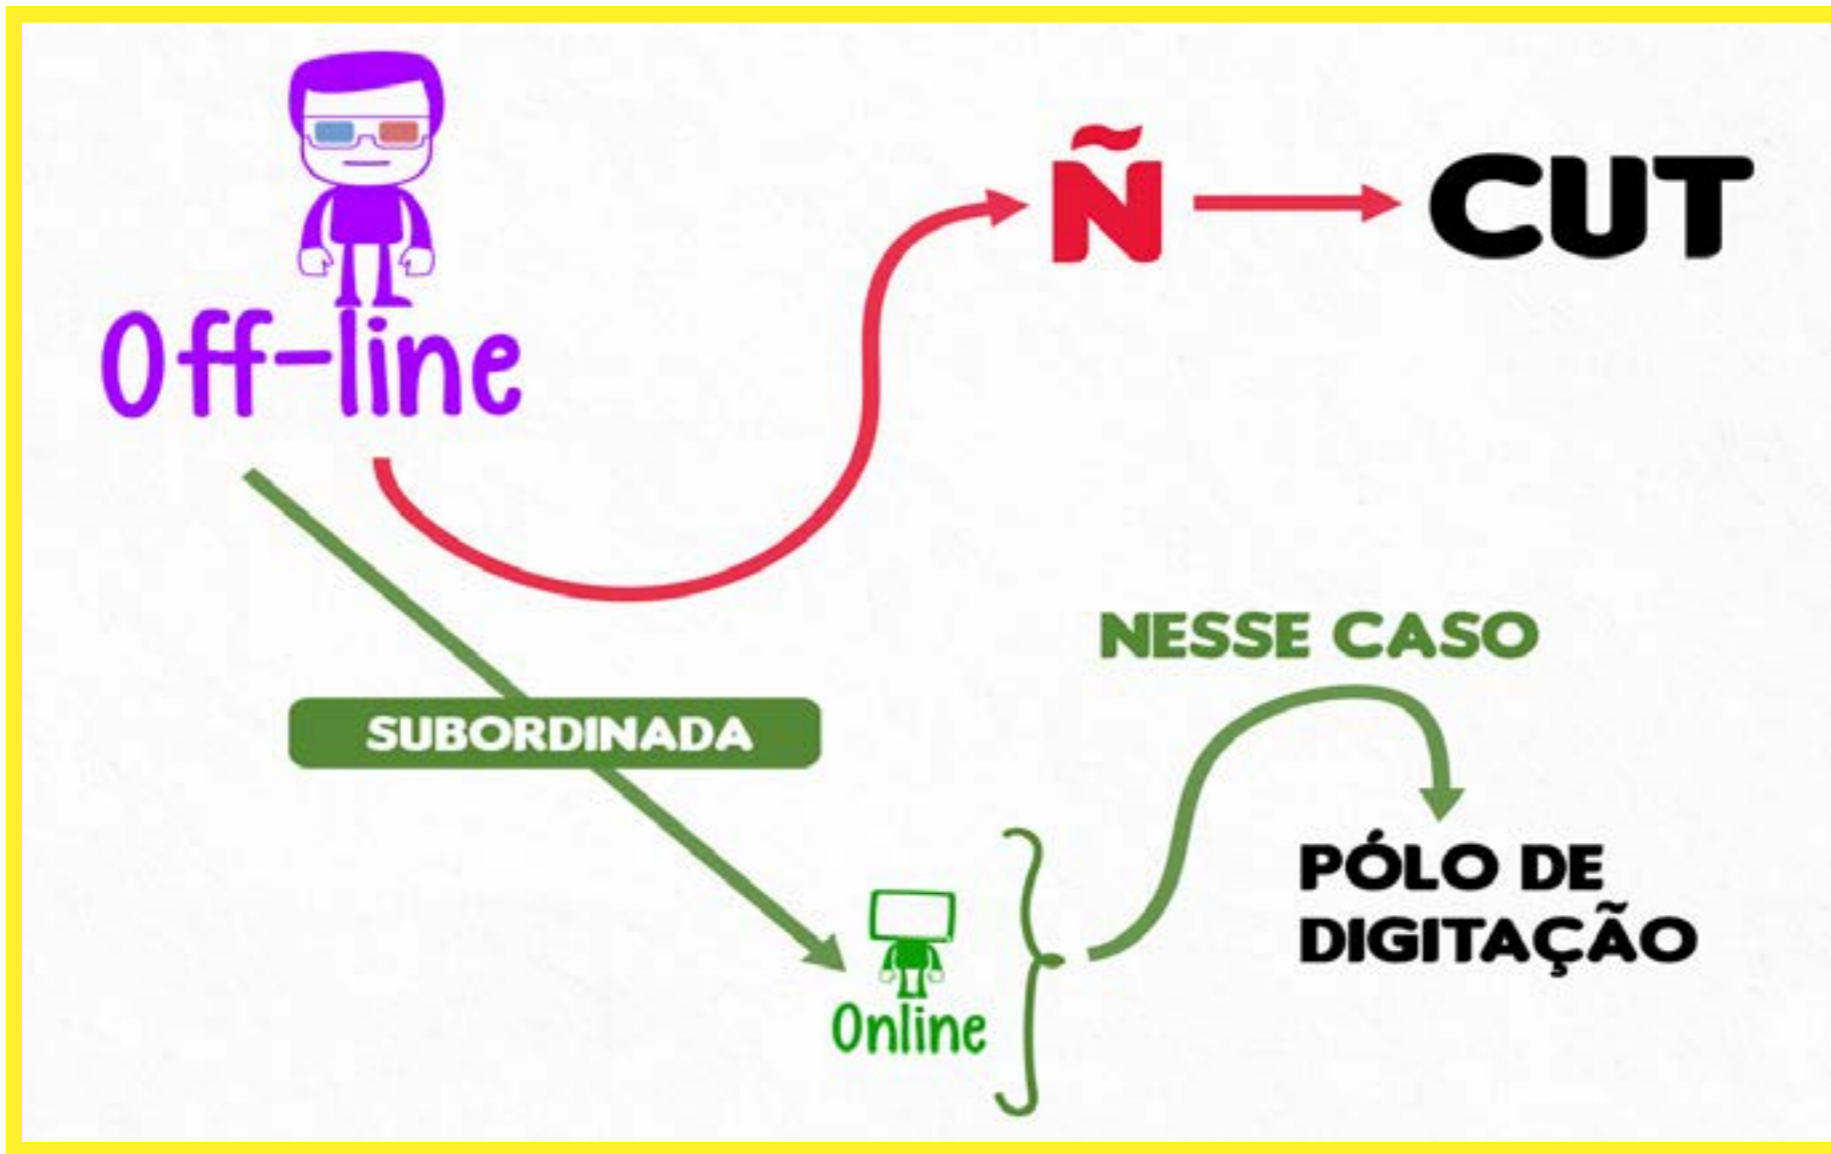 Off-line
Ñ
CUT
SUBORDINADA
Online
NESSE CASO
PÓLO DE
DIGITAÇÃO